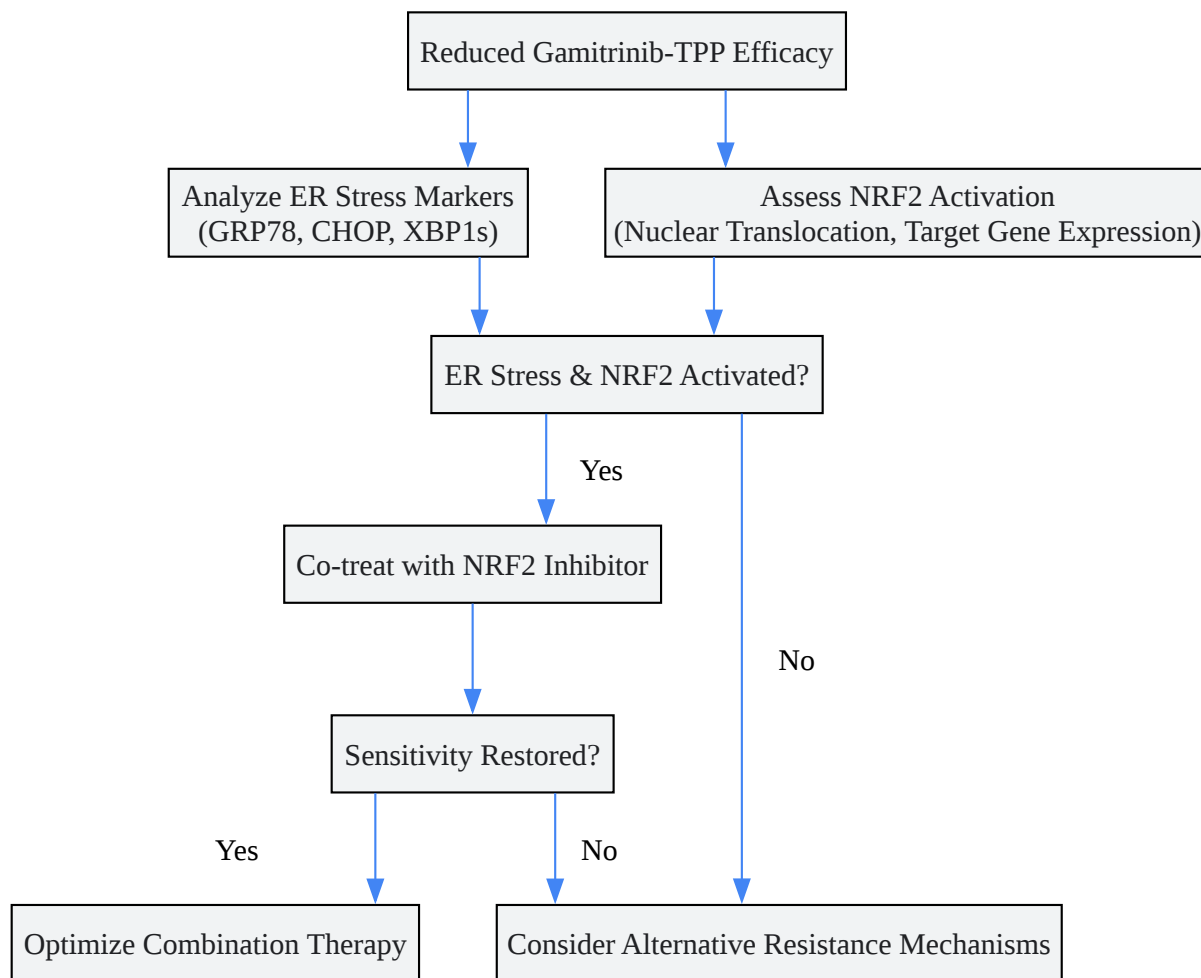 Reduced Gamitrinib-TPP Efficacy
Analyze ER Stress Markers
(GRP78, CHOP, XBP1s)
Assess NRF2 Activation
(Nuclear Translocation, Target Gene Expression)
ER Stress & NRF2 Activated?
Yes
Co-treat with NRF2 Inhibitor
No
Sensitivity Restored?
Yes
No
Optimize Combination Therapy
Consider Alternative Resistance Mechanisms